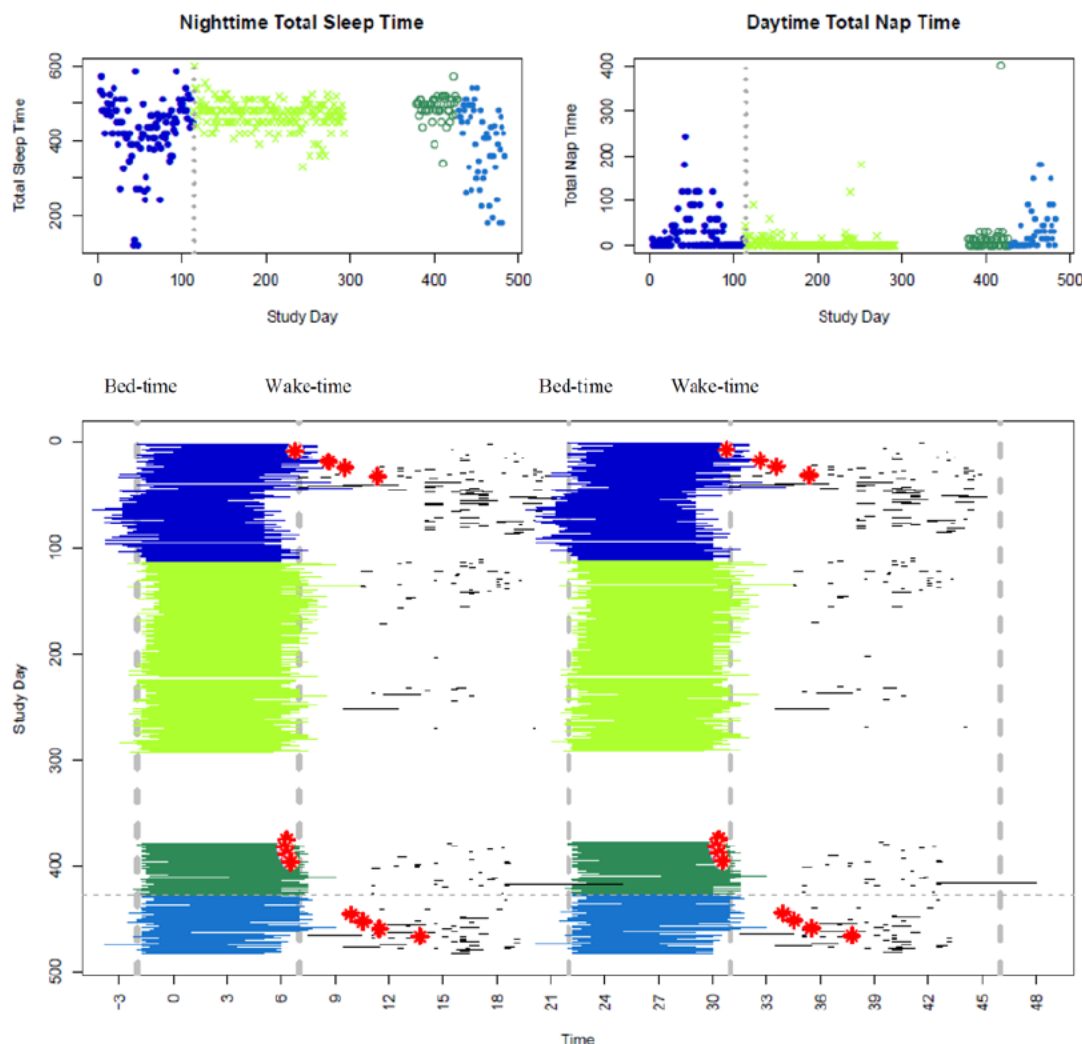 Nighttime Total Sleep Time
Daytime Total Nap Time
Total Sleep Time
200 400 600
0 100 200 300 400 500
Study Day
Total Nap Time
0 100 200 300 400
0 100 200 300 400 500
Study Day
Bed-time Wake-time Bed-time Wake-time
Study Day
0
100
200
300
400
500
-3 0 3 6 9 12 15 18 21 24 27 30 33 36 39 42 45 48
Time